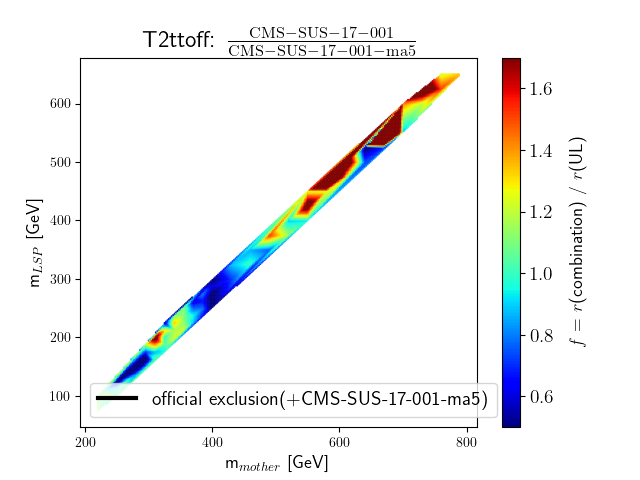 T2ttoff: CMS−SUS−17−001
CMS−SUS−17−001−ma5
600
500
400
300
200
100
m_LSP [GeV]
200
400
600
800
m_mother [GeV]
official exclusion(+CMS-SUS-17-001-ma5)
1.6
1.4
1.2
1.0
0.8
0.6
f = r(combination) / r(UL)